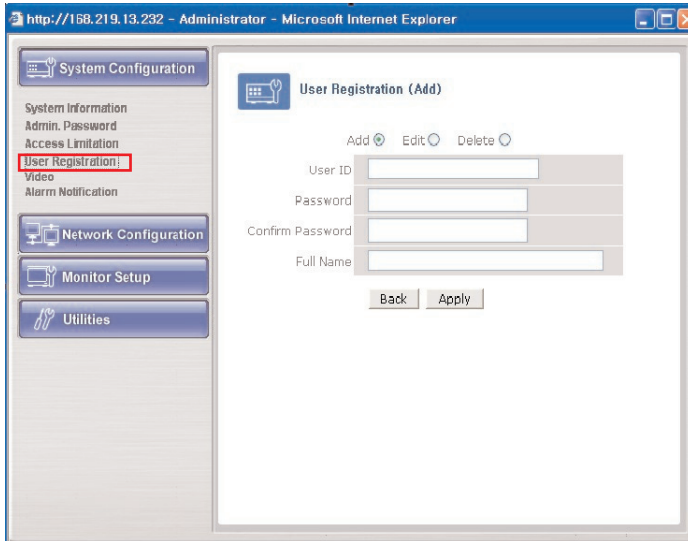 http://168.219.13.232 - Administrator - Microsoft Internet Explorer
System Configuration
System Information
Admin. Password
Access Limitation
User Registration
Video
Alarm Notification
Network Configuration
Monitor Setup
Utilities
User Registration (Add)
Add Edit Delete
User ID
Password
Confirm Password
Full Name
Back Apply